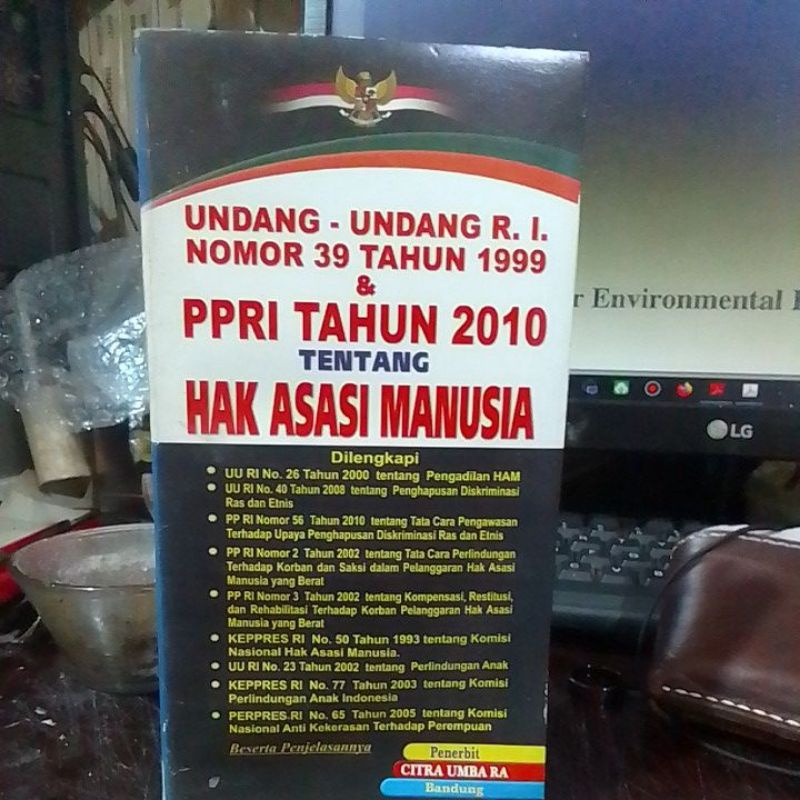 UNDANG - UNDANG R. I.
NOMOR 39 TAHUN 1999
&
PPRI TAHUN 2010
TENTANG
HAK ASASI MANUSIA
Dilengkapi
• UU RI No. 26 Tahun 2000 tentang Pengadilan HAM
• UU RI No. 40 Tahun 2008 tentang Penghapusan Diskriminasi
Ras dan Etnis
• PP RI Nomor 56 Tahun 2010 tentang Tata Cara Pengawasan
Terhadap Upaya Penghapusan Diskriminasi Ras dan Etnis
• PP RI Nomor 2 Tahun 2002 tentang Tata Cara Perlindungan
Terhadap Korban dan Saksi dalam Pelanggaran Hak Asasi
Manusia yang Berat
• PP RI Nomor 3 Tahun 2002 tentang Kompensasi, Restitusi,
dan Rehabilitasi Terhadap Korban Pelanggaran Hak Asasi
Manusia yang Berat
• KEPPRES RI No. 50 Tahun 1993 tentang Komisi
Nasional Hak Asasi Manusia.
• UU RI No. 23 Tahun 2002 tentang Perlindungan Anak
• KEPPRES RI No. 77 Tahun 2003 tentang Komisi
Perlindungan Anak Indonesia
• PERPRES.RI No. 65 Tahun 2005 tentang Komisi
Nasional Anti Kekerasan Terhadap Perempuan
Beserta Penjelasannya
Penerbit
CITRA UMBARA
Bandung
r Environmental
LG